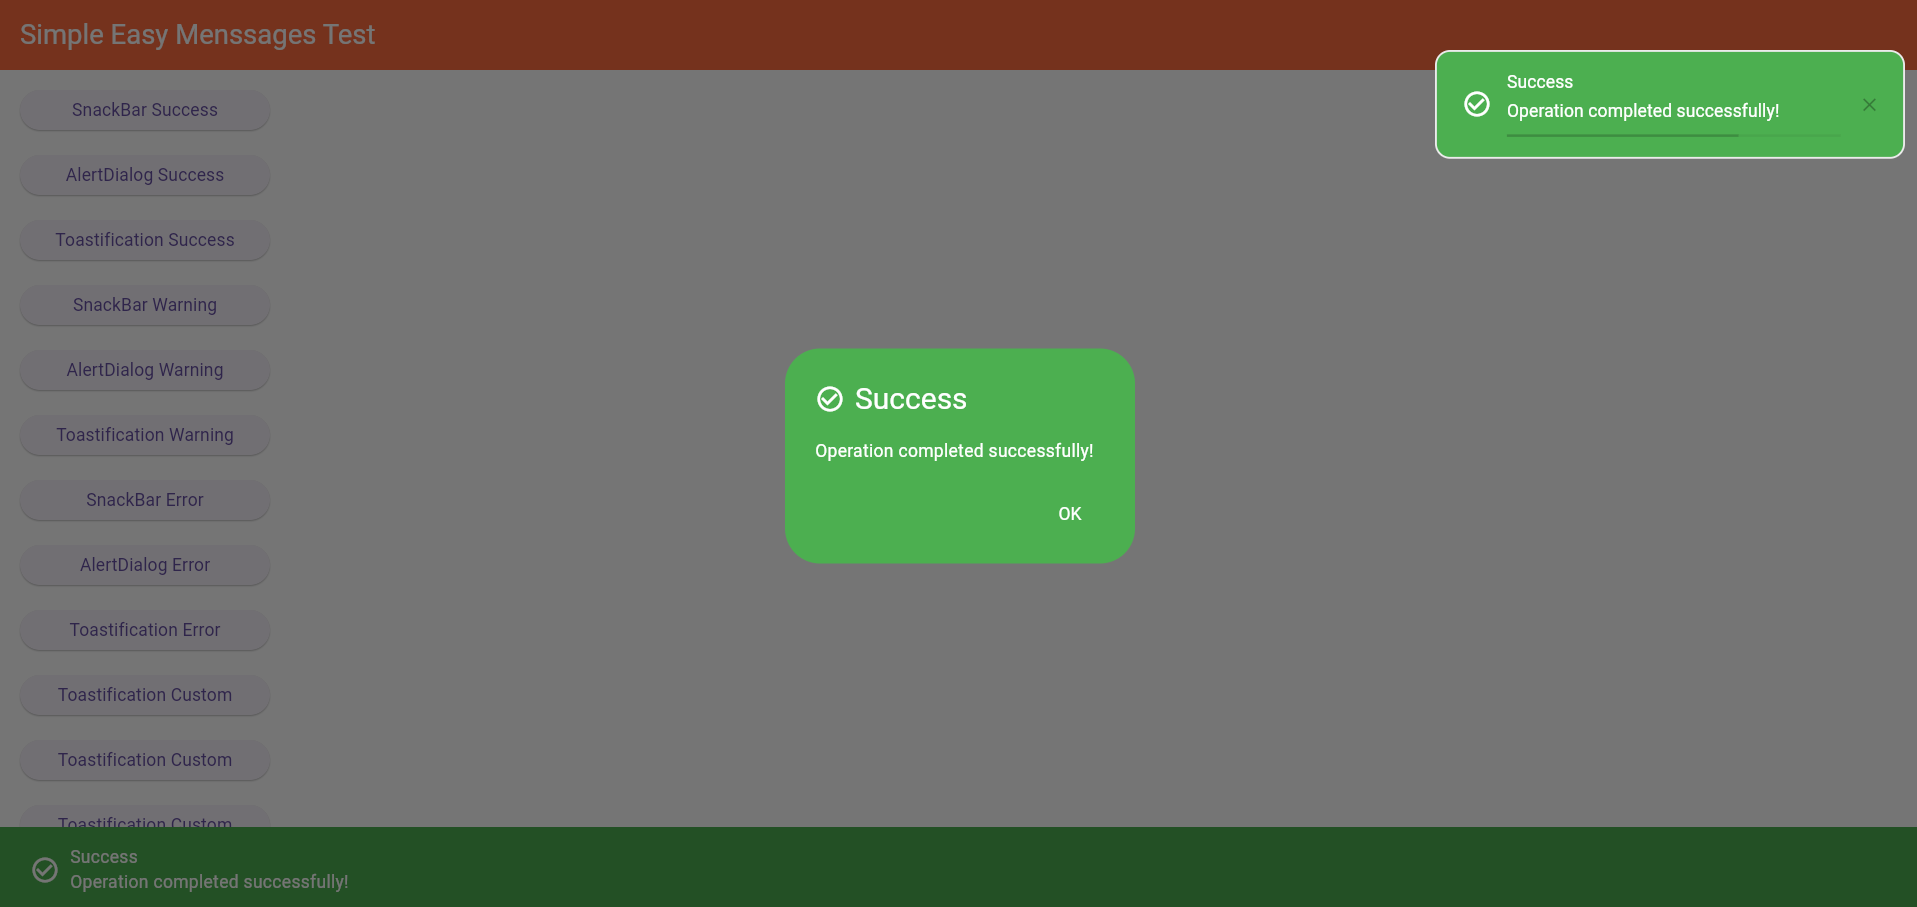 Simple Easy Menssages Test
Success
Operation completed successfully!
SnackBar Success
AlertDialog Success
Toastification Success
SnackBar Warning
AlertDialog Warning
Toastification Warning
SnackBar Error
AlertDialog Error
Toastification Error
Toastification Custom
Toastification Custom
Toastification Custom
Success
Operation completed successfully!
OK
Success
Operation completed successfully!